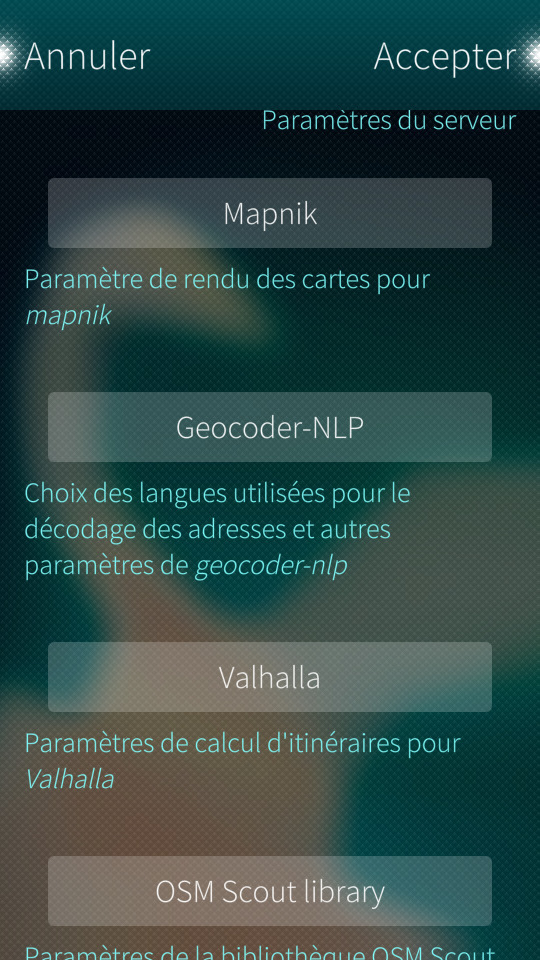 Annuler
Accepter
Paramètres du serveur
Mapnik
Paramètre de rendu des cartes pour
mapnik
Geocoder-NLP
Choix des langues utilisées pour le
décodage des adresses et autres
paramètres de geocoder-nlp
Valhalla
Paramètres de calcul d'itinéraires pour
Valhalla
OSM Scout library
Paramètres de la bibliothèque OSM Scout